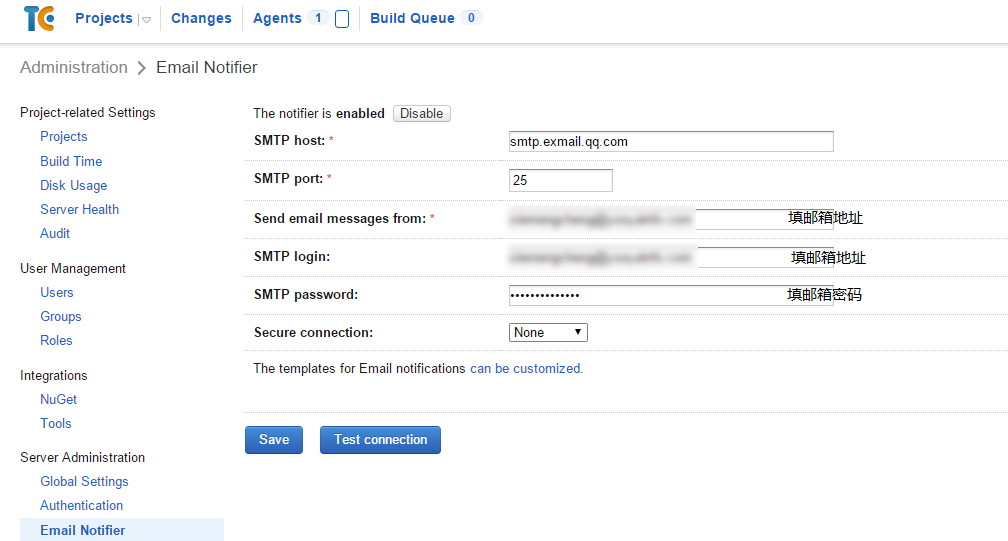 TC Projects Changes Agents 1 Build Queue 0
Administration > Email Notifier
Project-related Settings
Projects
Build Time
Disk Usage
Server Health
Audit
User Management
Users
Groups
Roles
Integrations
NuGet
Tools
Server Administration
Global Settings
Authentication
Email Notifier
The notifier is enabled Disable
SMTP host: * smtp.exmail.qq.com
SMTP port: * 25
Send email messages from: * 填邮箱地址
SMTP login: 填邮箱地址
SMTP password: •••••••••••••• 填邮箱密码
Secure connection: None
The templates for Email notifications can be customized.
Save Test connection